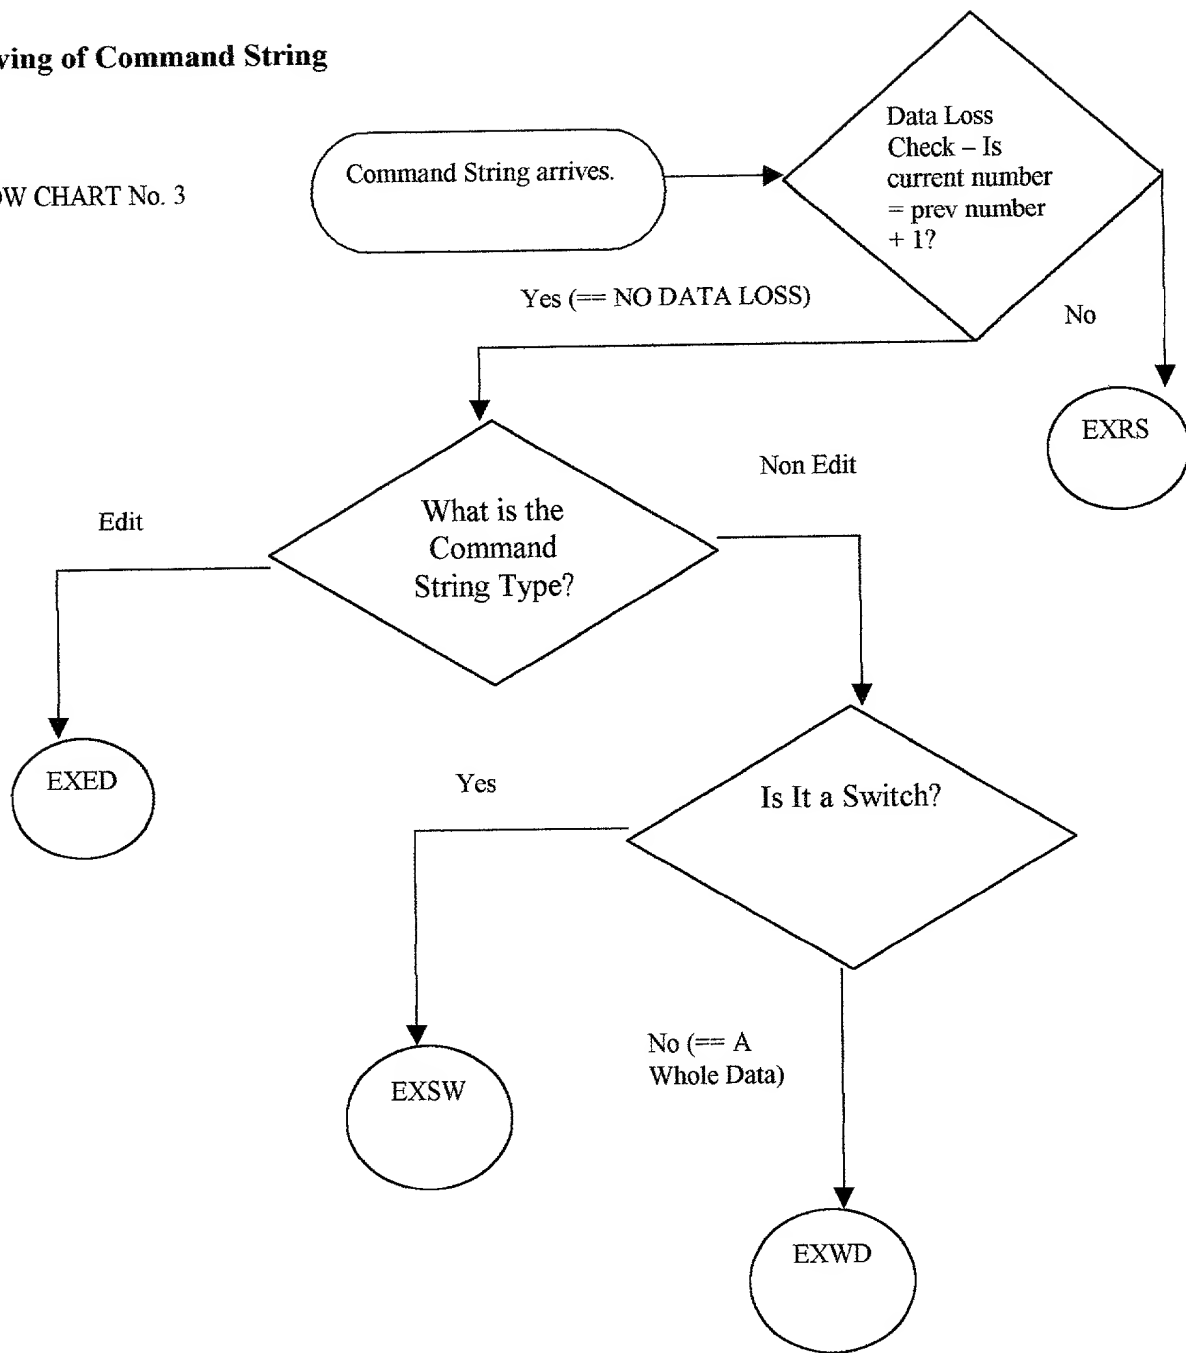 ving of Command String
OW CHART No. 3
Command String arrives.
Data Loss
Check – Is
current number
= prev number
+ 1?
Yes (== NO DATA LOSS)
No
EXRS
What is the
Command
String Type?
Non Edit
Edit
EXED
Yes
Is It a Switch?
EXSW
No (== A
Whole Data)
EXWD